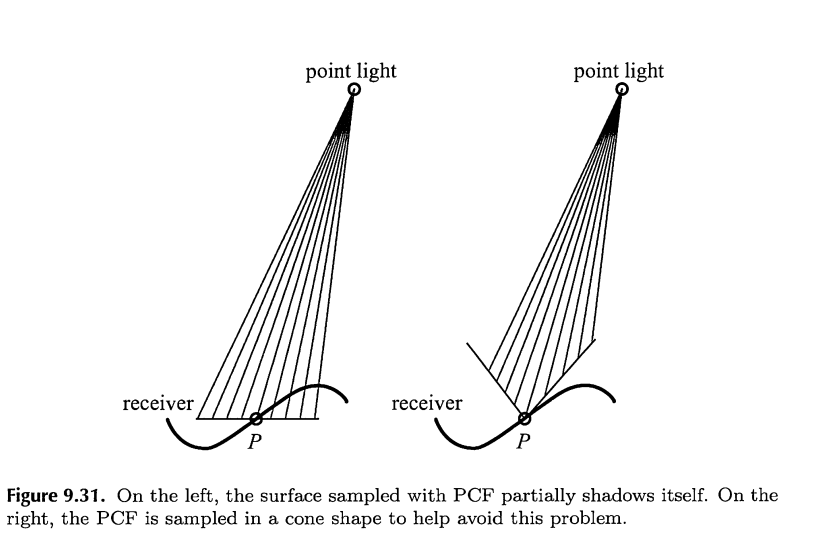 point light
point light
receiver
P
receiver
P
Figure 9.31. On the left, the surface sampled with PCF partially shadows itself. On the
right, the PCF is sampled in a cone shape to help avoid this problem.